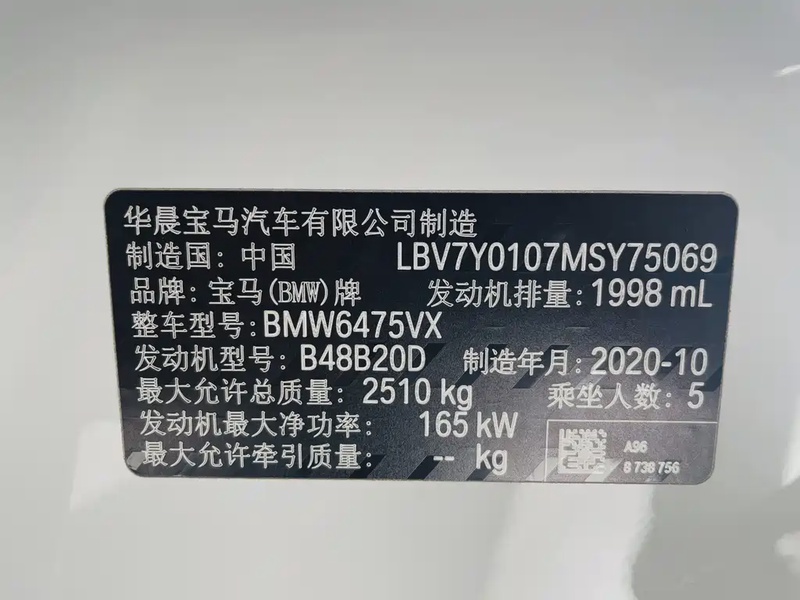 华晨宝马汽车有限公司制造
制造国: 中国 LBV7Y0107MSY75069
品牌: 宝马(BMW)牌 发动机排量: 1998 mL
整车型号: BMW6475VX
发动机型号: B48B20D 制造年月: 2020-10
最大允许总质量: 2510 kg 乘坐人数: 5
发动机最大净功率: 165 kW
最大允许牵引质量: -- kg
A96
8 738 756